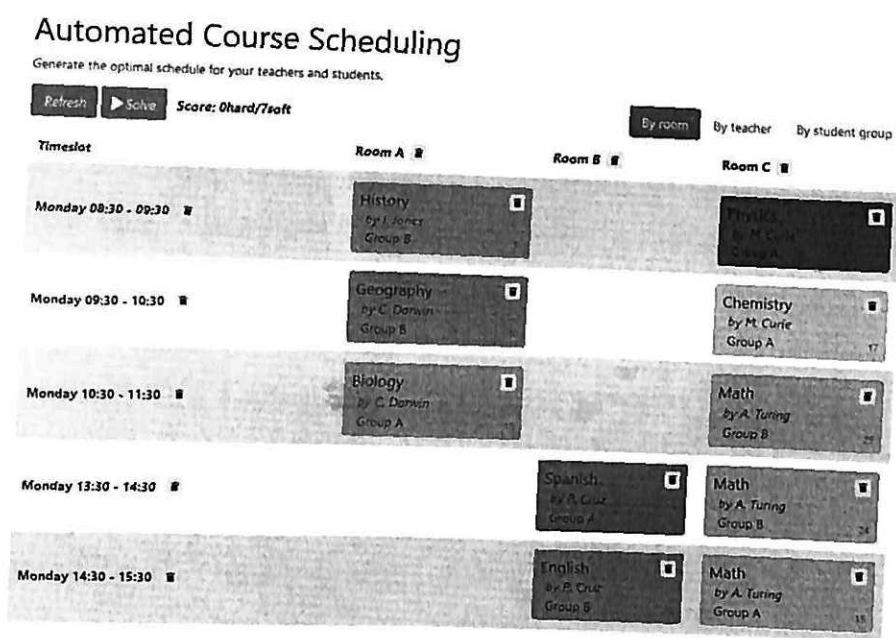 Automated Course Scheduling
Generate the optimal schedule for your teachers and students.
Refresh Solve Score: 0hard/7soft By room By teacher By student group
Timeslot Room A Room B Room C
Monday 08:30 - 09:30
History
by I. Jones
Group B
Physics
by M. Curie
Group A
Monday 09:30 - 10:30
Geography
by C. Darwin
Group B
Chemistry
by M. Curie
Group A
17
Monday 10:30 - 11:30
Biology
by C. Darwin
Group A
Math
by A. Turing
Group B
Monday 13:30 - 14:30
Spanish
by P. Cruz
Group A
Math
by A. Turing
Group B
24
Monday 14:30 - 15:30
English
by P. Cruz
Group B
Math
by A. Turing
Group A